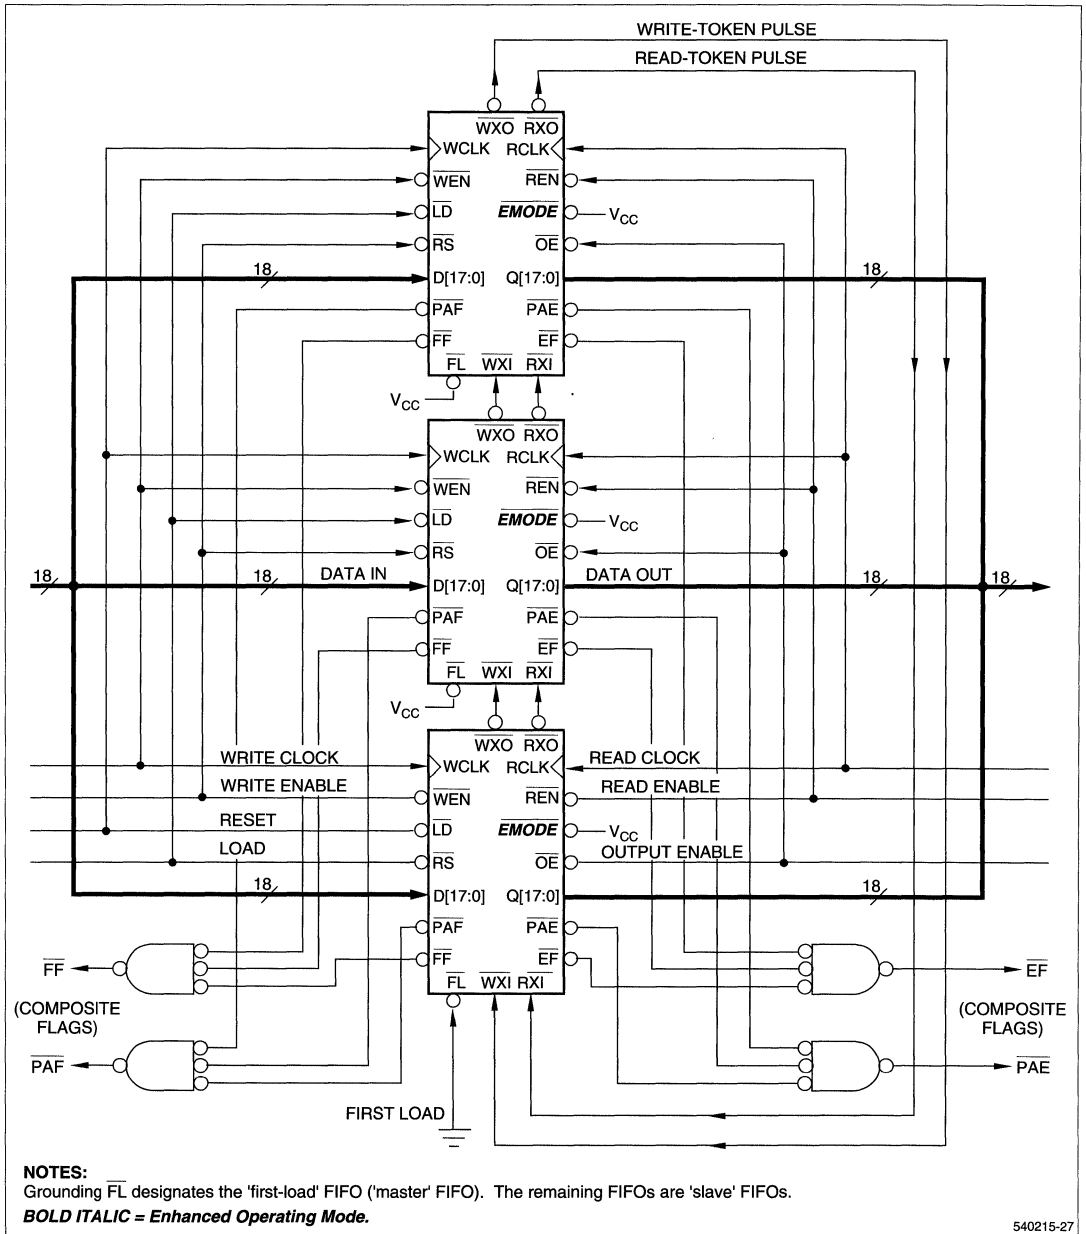 WRITE-TOKEN PULSE
READ-TOKEN PULSE
WXO RXO
WCLK RCLK
WEN REN
LD EMODE VCC
RS OE
18 D[17:0] Q[17:0] 18
PAF PAE
FF EF
FL WXI RXI
VCC
WXO RXO
WCLK RCLK
WEN REN
LD EMODE VCC
RS OE
18 18 DATA IN D[17:0] Q[17:0] DATA OUT 18 18
PAF PAE
FF EF
FL WXI RXI
VCC
WXO RXO
WRITE CLOCK WCLK RCLK READ CLOCK
WRITE ENABLE WEN REN READ ENABLE
RESET LD EMODE VCC
LOAD RS OE OUTPUT ENABLE
18 D[17:0] Q[17:0] 18
PAF PAE
FF EF
FL WXI RXI
FF EF
(COMPOSITE FLAGS) (COMPOSITE FLAGS)
PAF PAE
FIRST LOAD
NOTES:
Grounding FL designates the 'first-load' FIFO ('master' FIFO). The remaining FIFOs are 'slave' FIFOs.
BOLD ITALIC = Enhanced Operating Mode.
540215-27